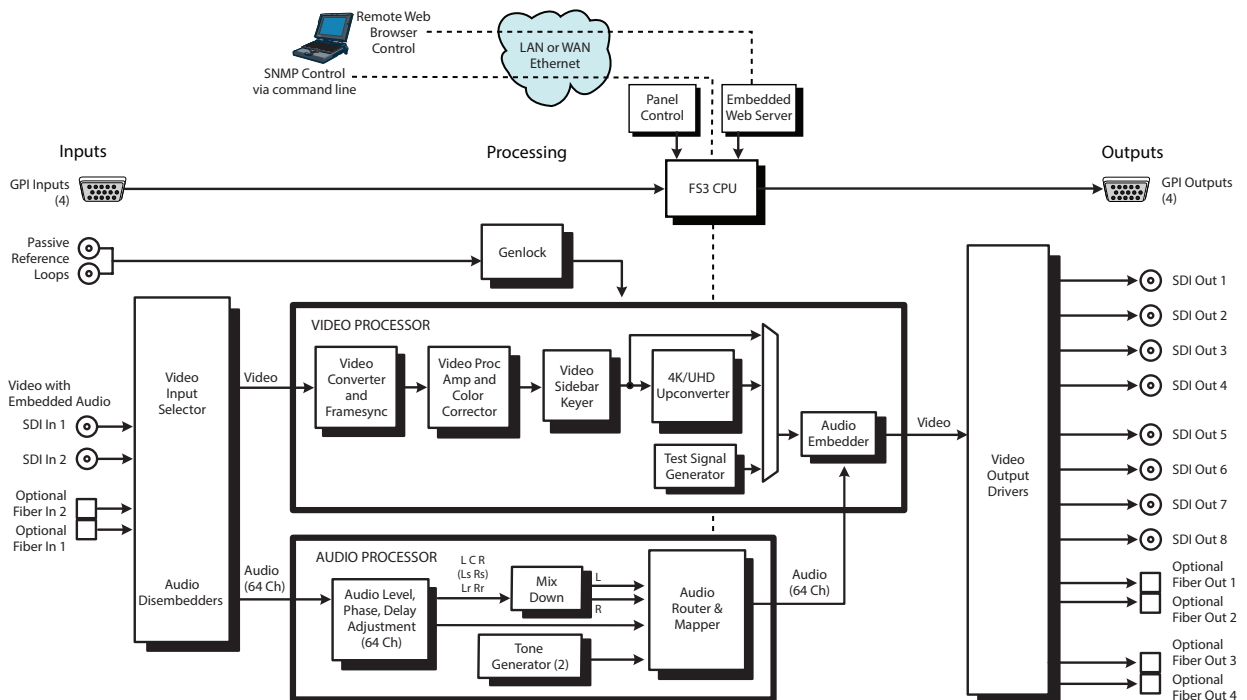 Remote Web
Browser
Control
SNMP Control
via command line
LAN or WAN
Ethernet
Panel
Control
Embedded
Web Server
Inputs
Processing
Outputs
GPI Inputs
(4)
FS3 CPU
GPI Outputs
(4)
Passive
Reference
Loops
Genlock
VIDEO PROCESSOR
Video
Input
Selector
Video
Video
Converter
and
Framesync
Video Proc
Amp and
Color
Corrector
Video
Sidebar
Keyer
4K/UHD
Upconverter
Test Signal
Generator
Audio
Embedder
Video
Video
Output
Drivers
Video with
Embedded Audio
SDI In 1
SDI In 2
Optional
Fiber In 2
Optional
Fiber In 1
Audio
Disembedders
Audio
(64 Ch)
AUDIO PROCESSOR
Audio Level,
Phase, Delay
Adjustment
(64 Ch)
L C R
(Ls Rs)
Lr Rr
Mix
Down
L
R
Tone
Generator (2)
Audio
Router &
Mapper
Audio
(64 Ch)
SDI Out 1
SDI Out 2
SDI Out 3
SDI Out 4
SDI Out 5
SDI Out 6
SDI Out 7
SDI Out 8
Optional
Fiber Out 1
Optional
Fiber Out 2
Optional
Fiber Out 3
Optional
Fiber Out 4